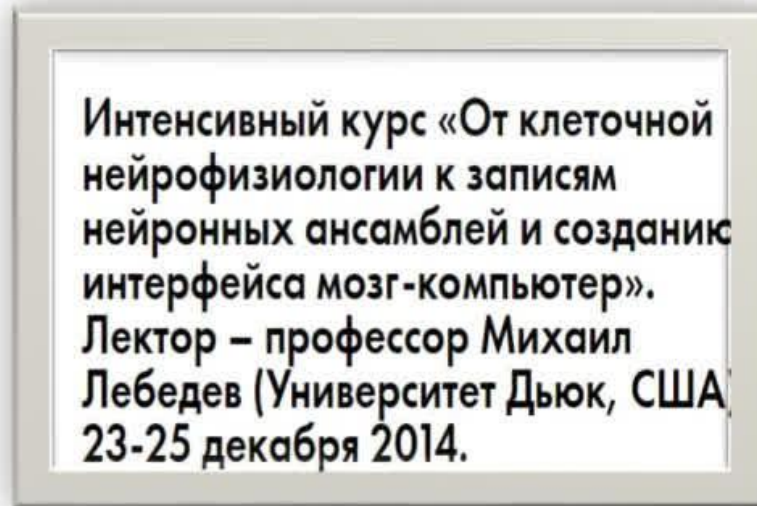 Интенсивный курс «От клеточной
нейрофизиологии к записям
нейронных ансамблей и созданию
интерфейса мозг-компьютер».
Лектор – профессор Михаил
Лебедев (Университет Дьюк, США)
23-25 декабря 2014.